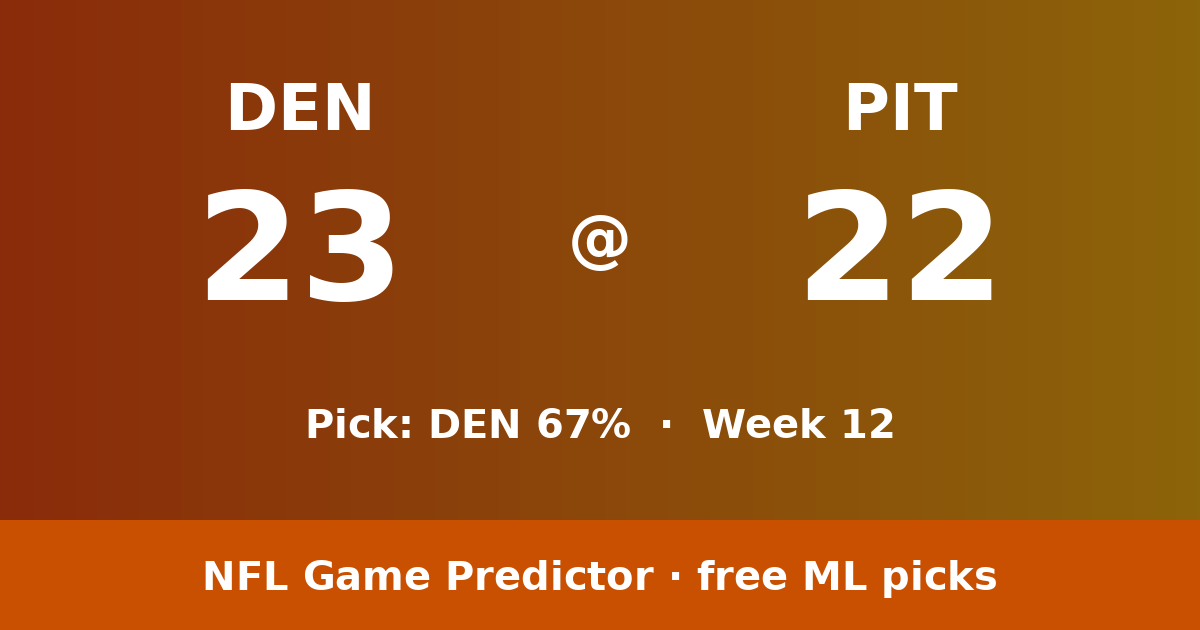 DEN
PIT
23
@
22
Pick: DEN 67% · Week 12
NFL Game Predictor · free ML picks